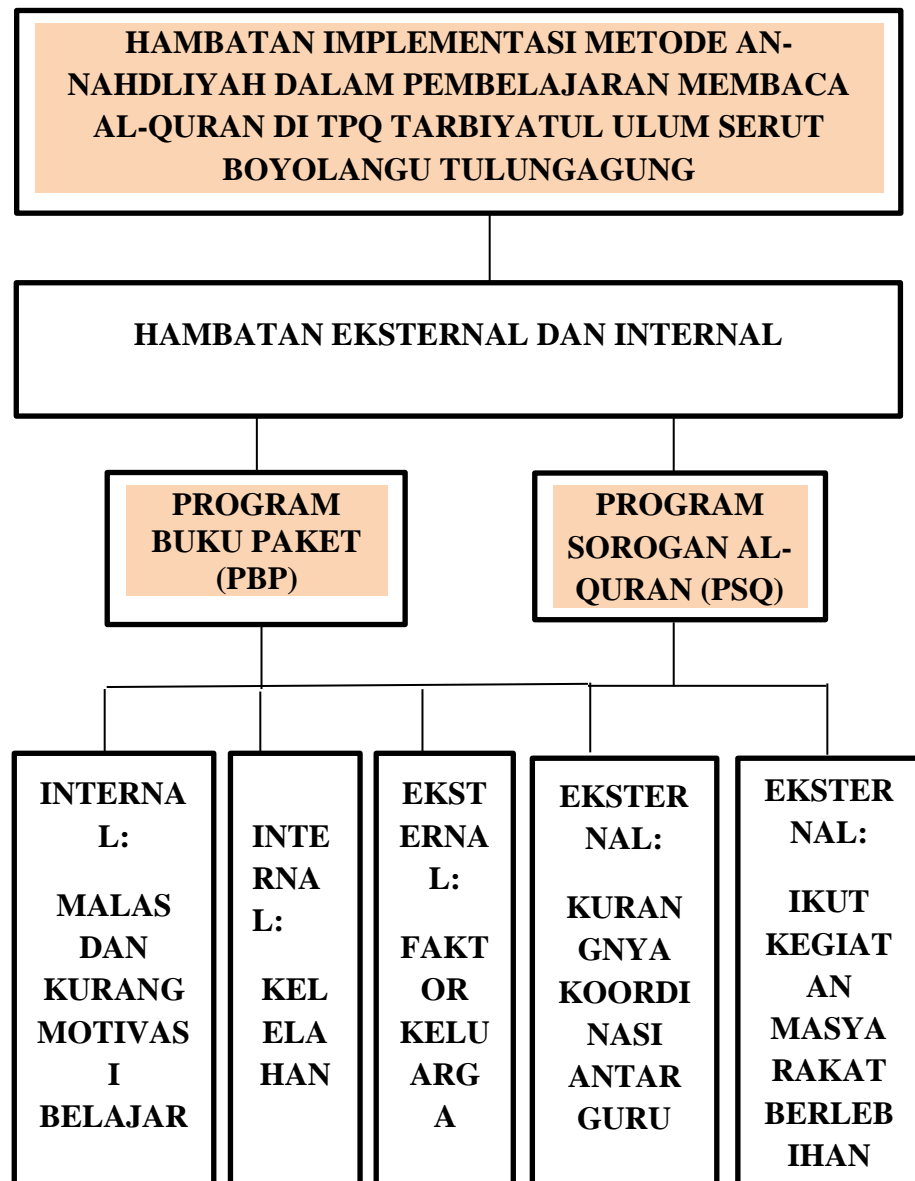 HAMBATAN IMPLEMENTASI METODE AN-
NAHDLIYAH DALAM PEMBELAJARAN MEMBACA
AL-QURAN DI TPQ TARBIYATUL ULUM SERUT
BOYOLANGU TULUNGAGUNG
HAMBATAN EKSTERNAL DAN INTERNAL
PROGRAM
BUKU PAKET
(PBP)
PROGRAM
SOROGAN AL-
QURAN (PSQ)
INTERNA
L:
MALAS
DAN
KURANG
MOTIVAS
I
BELAJAR
INTE
RNA
L:
KEL
ELA
HAN
EKST
ERNA
L:
FAKT
OR
KELU
ARG
A
EKSTER
NAL:
KURAN
GNYA
KOORDI
NASI
ANTAR
GURU
EKSTER
NAL:
IKUT
KEGIAT
AN
MASYA
RAKAT
BERLEB
IHAN